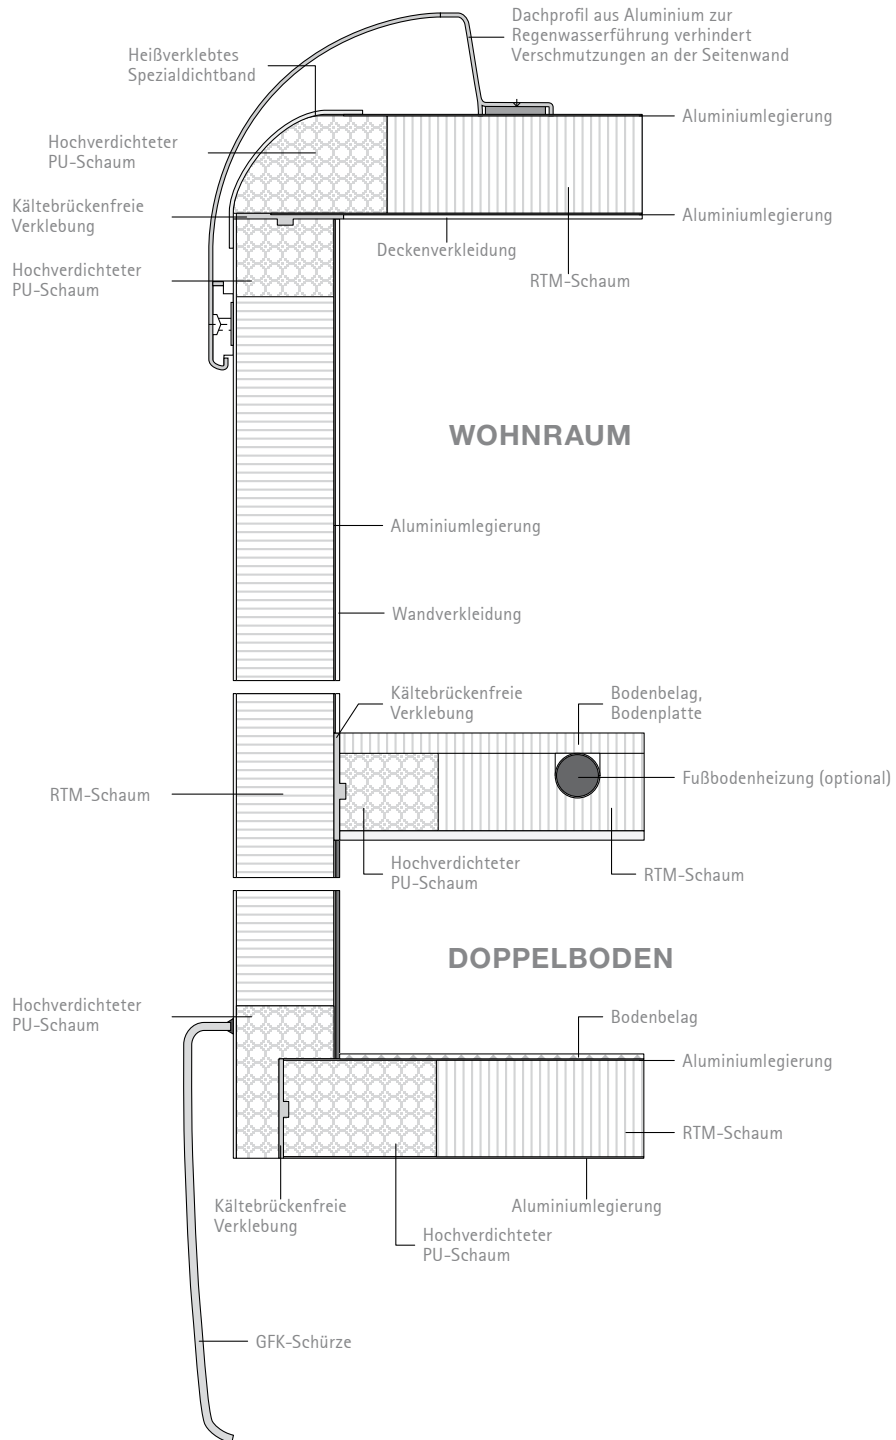 Dachprofil aus Aluminium zur
Regenwasserführung verhindert
Verschmutzungen an der Seitenwand
Heißverklebtes
Spezialdichtband
Aluminiumlegierung
Hochverdichteter
PU-Schaum
Kältebrückenfreie
Verklebung
Aluminiumlegierung
Deckenverkleidung
Hochverdichteter
PU-Schaum
RTM-Schaum
WOHNRAUM
Aluminiumlegierung
Wandverkleidung
Kältebrückenfreie
Verklebung
Bodenbelag,
Bodenplatte
Fußbodenheizung (optional)
RTM-Schaum
Hochverdichteter
PU-Schaum
RTM-Schaum
DOPPELBODEN
Hochverdichteter
PU-Schaum
Bodenbelag
Aluminiumlegierung
RTM-Schaum
Kältebrückenfreie
Verklebung
Aluminiumlegierung
Hochverdichteter
PU-Schaum
GFK-Schürze